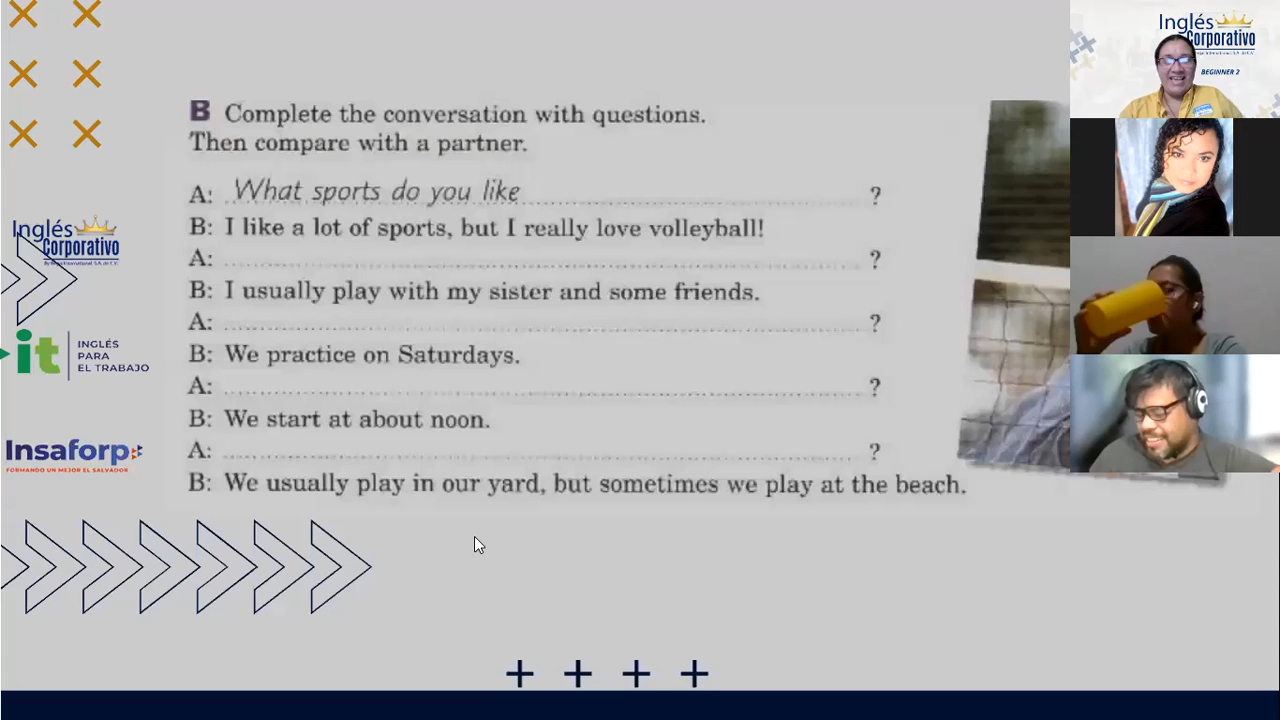 B Complete the conversation with questions.
Then compare with a partner.
A: What sports do you like ?
B: I like a lot of sports, but I really love volleyball!
A: ?
B: I usually play with my sister and some friends.
A: ?
B: We practice on Saturdays.
A: ?
B: We start at about noon.
A: ?
B: We usually play in our yard, but sometimes we play at the beach.
Inglés
Corporativo
it
INGLÉS
PARA
EL TRABAJO
Insaforp
FORMANDO UN MEJOR EL SALVADOR
Inglés
Corporativo
BEGINNER 2